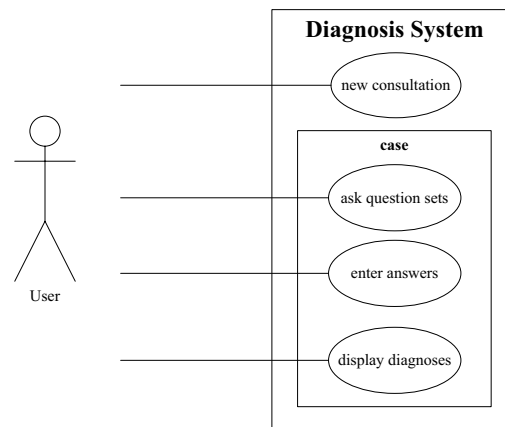 Diagnosis System
new consultation
case
ask question sets
enter answers
User
display diagnoses